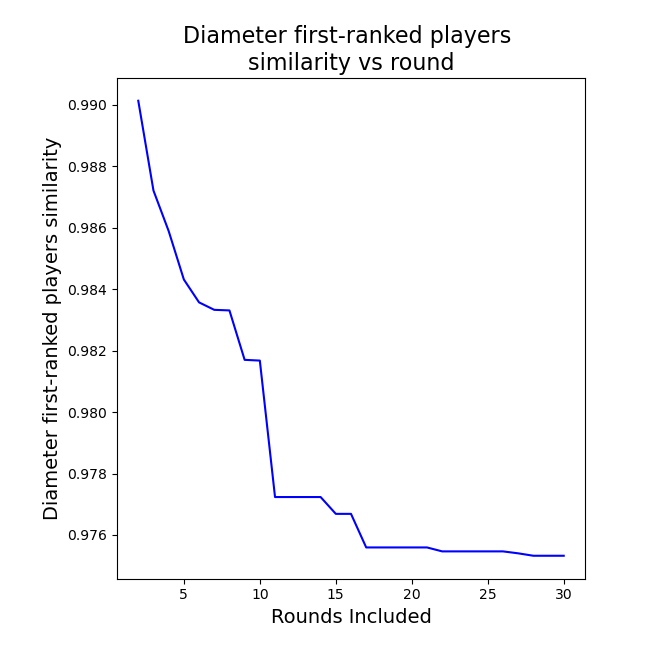 Diameter first-ranked players
similarity vs round
Diameter first-ranked players similarity
0.990
0.988
0.986
0.984
0.982
0.980
0.978
0.976
5 10 15 20 25 30
Rounds Included